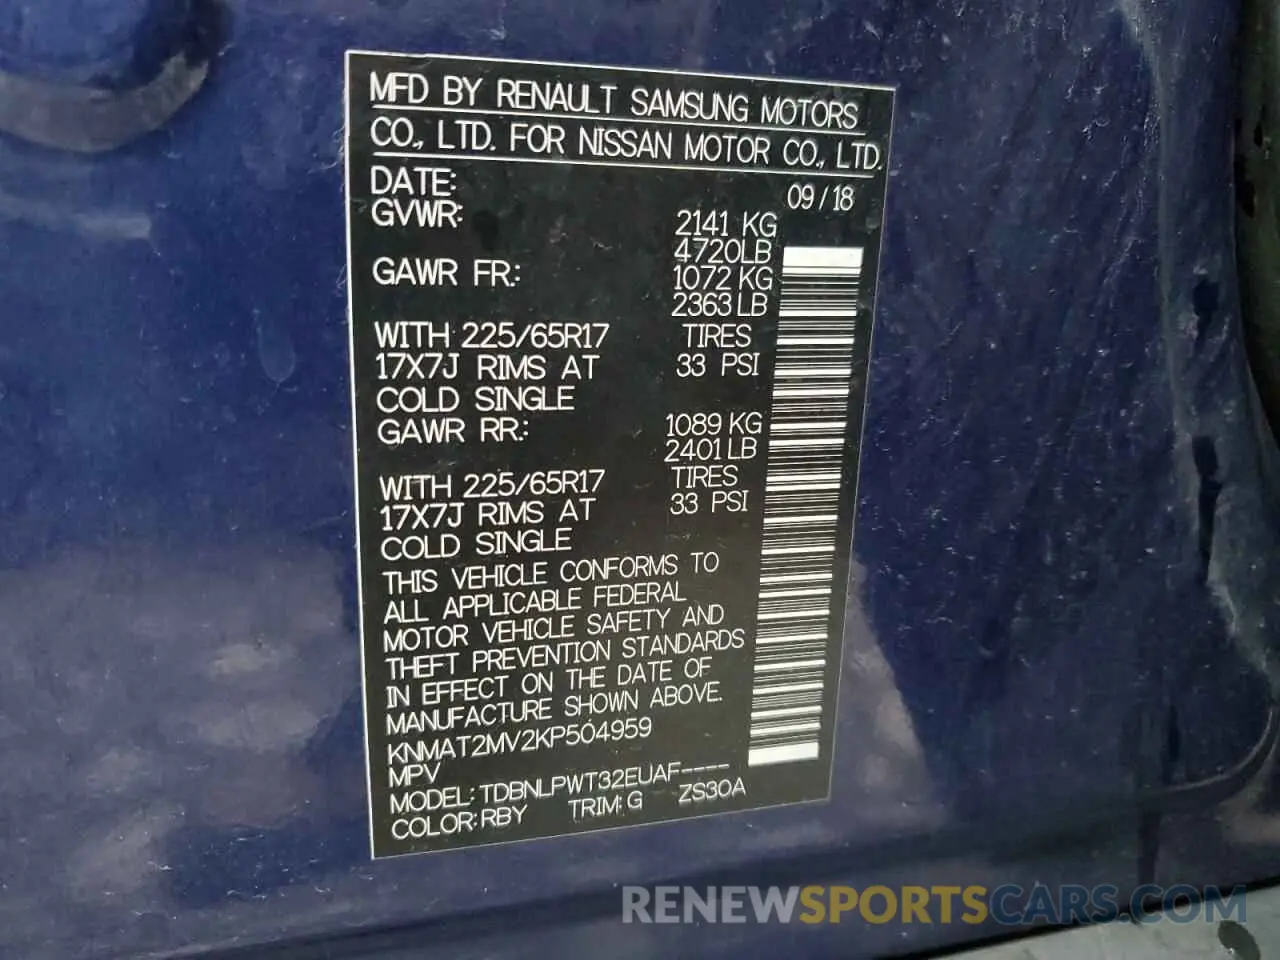 MFD BY RENAULT SAMSUNG MOTORS
CO., LTD. FOR NISSAN MOTOR CO., LTD.
DATE: 09/18
GVWR: 2141 KG
4720LB
GAWR FR.: 1072 KG
2363 LB
WITH 225/65R17 TIRES
17X7J RIMS AT 33 PSI
COLD SINGLE
GAWR RR.: 1089 KG
2401 LB
WITH 225/65R17 TIRES
17X7J RIMS AT 33 PSI
COLD SINGLE
THIS VEHICLE CONFORMS TO
ALL APPLICABLE FEDERAL
MOTOR VEHICLE SAFETY AND
THEFT PREVENTION STANDARDS
IN EFFECT ON THE DATE OF
MANUFACTURE SHOWN ABOVE.
KNMAT2MV2KP504959
MPV
MODEL: TDBNLPWT32EUAF----
COLOR: RBY TRIM: G ZS30A
RENEWSPORTSCARS.COM